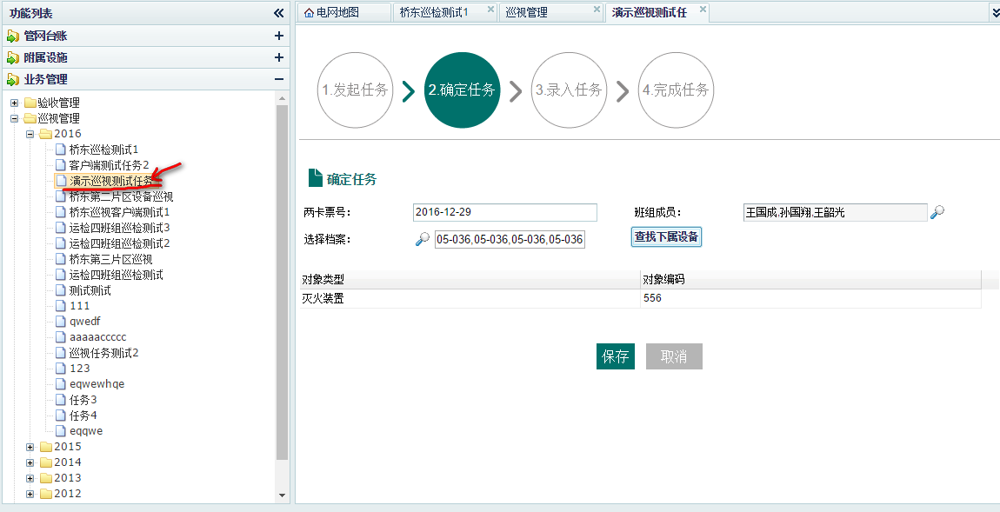 功能列表
管网台账
附属设施
业务管理
验收管理
巡视管理
2016
桥东巡检测试1
客户端测试任务2
演示巡视测试任务
桥东第二片区设备巡视
桥东巡视客户端测试1
运检四班组巡检测试3
运检四班组巡检测试2
桥东第三片区巡视
运检四班组巡检测试
测试测试
111
qwedf
aaaaaccccc
巡视任务测试2
123
eqwewhqe
任务3
任务4
eqqwe
2015
2014
2013
2012
电网地图 桥东巡检测试1 巡视管理 演示巡视测试任
1.发起任务 2.确定任务 3.录入任务 4.完成任务
确定任务
两卡票号： 2016-12-29 班组成员： 王国成,孙国翔,王韶光
选择档案： 05-036,05-036,05-036,05-036 查找下属设备
对象类型 对象编码
灭火装置 556
保存 取消